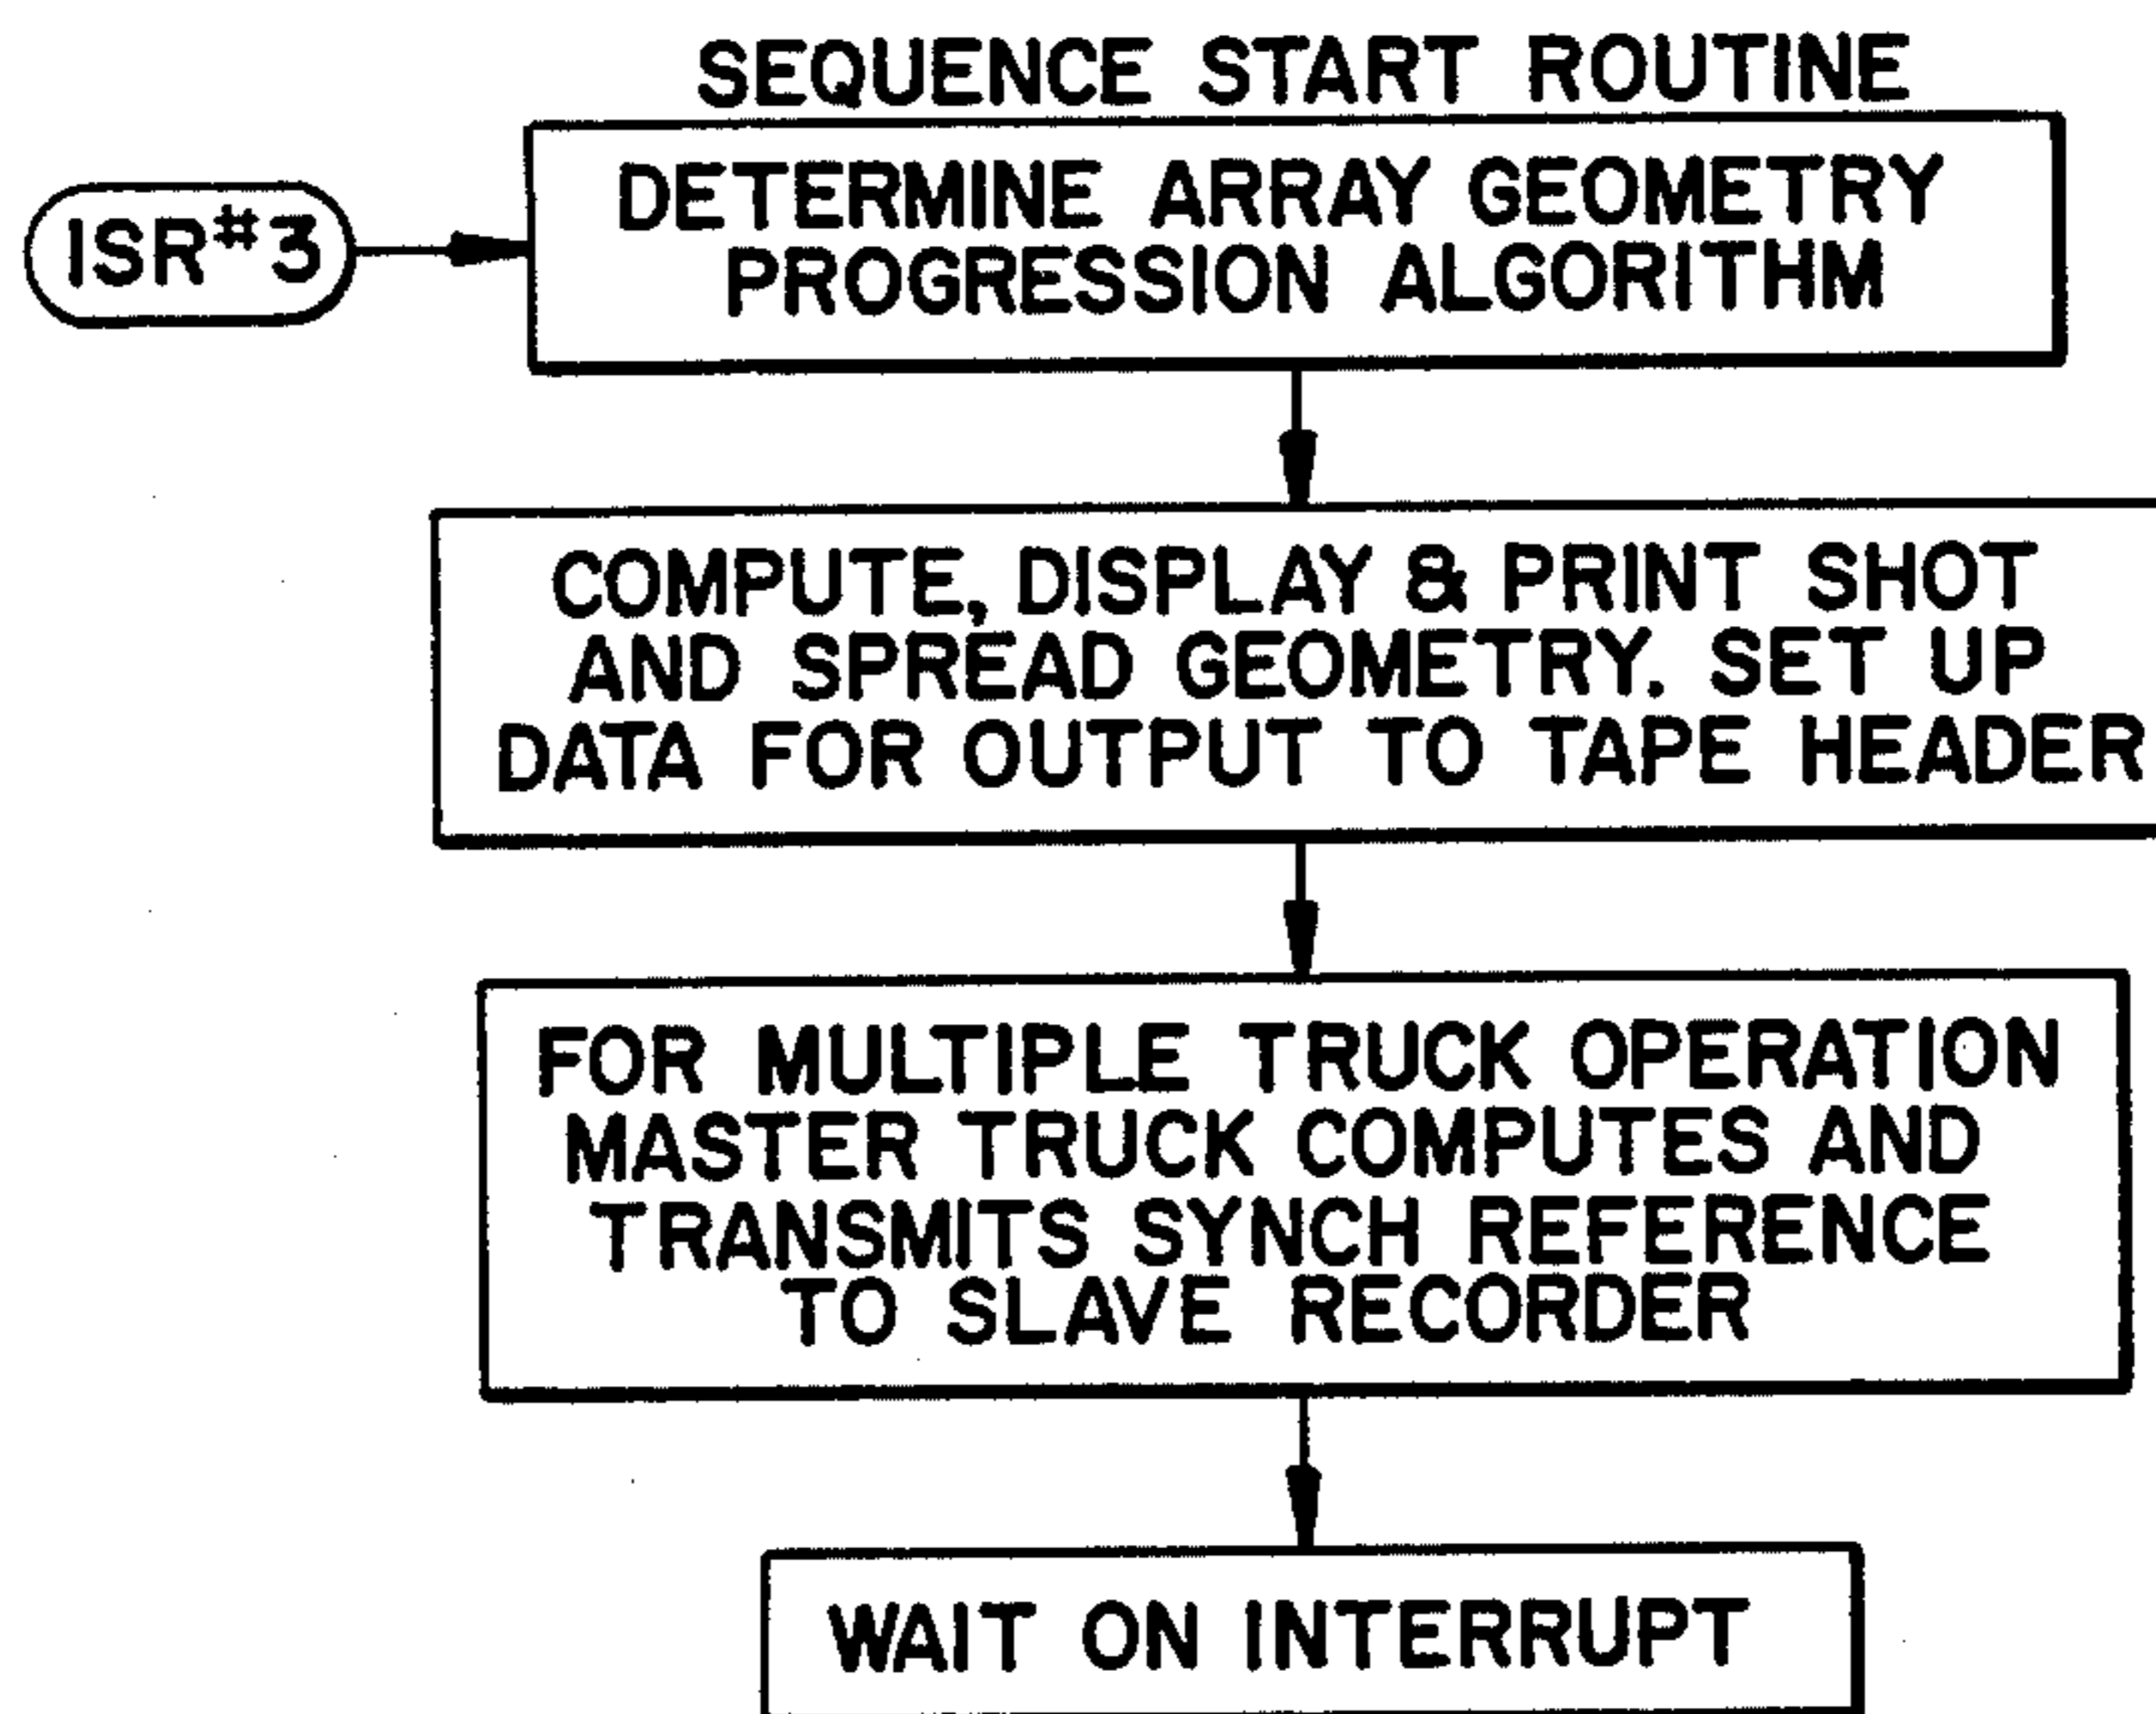 SEQUENCE START ROUTINE
ISR#3
DETERMINE ARRAY GEOMETRY
PROGRESSION ALGORITHM
COMPUTE, DISPLAY & PRINT SHOT
AND SPREAD GEOMETRY. SET UP
DATA FOR OUTPUT TO TAPE HEADER
FOR MULTIPLE TRUCK OPERATION
MASTER TRUCK COMPUTES AND
TRANSMITS SYNCH REFERENCE
TO SLAVE RECORDER
WAIT ON INTERRUPT